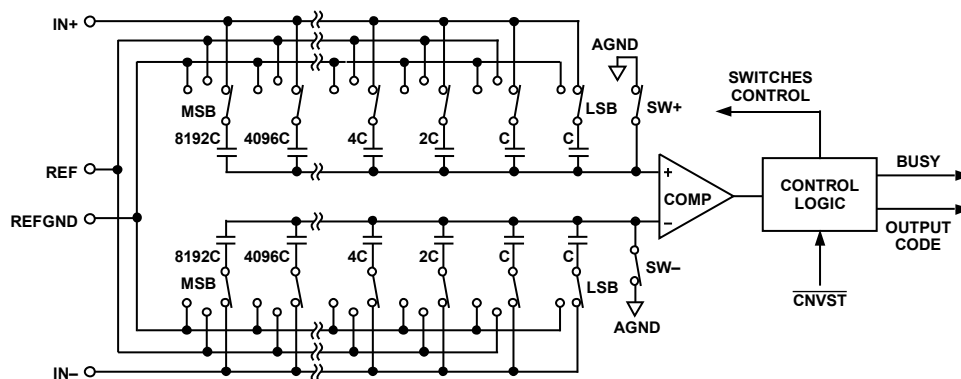 IN+
AGND
SWITCHES
CONTROL
MSB
LSB
SW+
8192C 4096C 4C 2C C C
BUSY
REF
+
COMP
–
CONTROL
LOGIC
REFGND
OUTPUT
CODE
8192C 4096C 4C 2C C C
SW–
MSB
LSB
CNVST
AGND
IN–